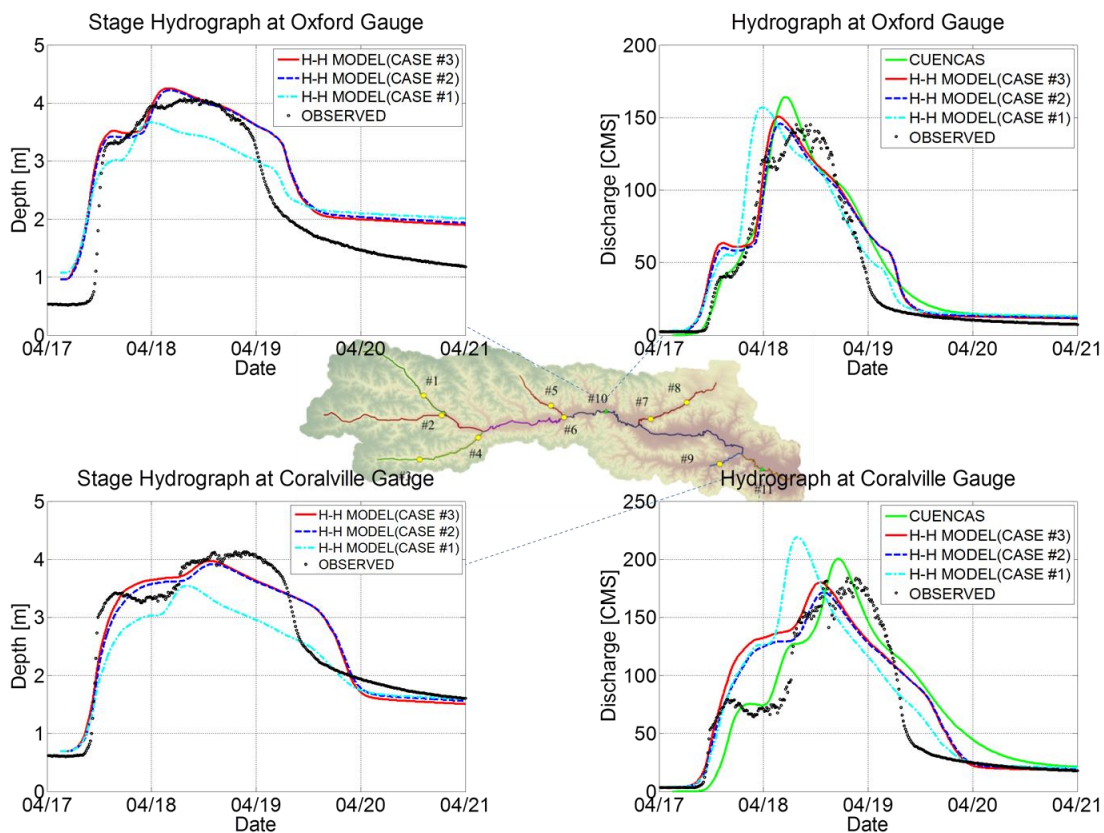 Stage Hydrograph at Oxford Gauge
5
4
3
2
1
0
Depth [m]
H-H MODEL(CASE #3)
H-H MODEL(CASE #2)
H-H MODEL(CASE #1)
OBSERVED
04/17 04/18 04/19 04/20 04/21
Date
Hydrograph at Oxford Gauge
200
150
100
50
0
Discharge [CMS]
CUENCAS
H-H MODEL(CASE #3)
H-H MODEL(CASE #2)
H-H MODEL(CASE #1)
OBSERVED
04/17 04/18 04/19 04/20 04/21
Date
#1
#2
#4
#5
#6
#10
#7
#8
#9
#11
Stage Hydrograph at Coralville Gauge
5
4
3
2
1
0
Depth [m]
H-H MODEL(CASE #3)
H-H MODEL(CASE #2)
H-H MODEL(CASE #1)
OBSERVED
04/17 04/18 04/19 04/20 04/21
Date
Hydrograph at Coralville Gauge
250
200
150
100
50
0
Discharge [CMS]
CUENCAS
H-H MODEL(CASE #3)
H-H MODEL(CASE #2)
H-H MODEL(CASE #1)
OBSERVED
04/17 04/18 04/19 04/20 04/21
Date